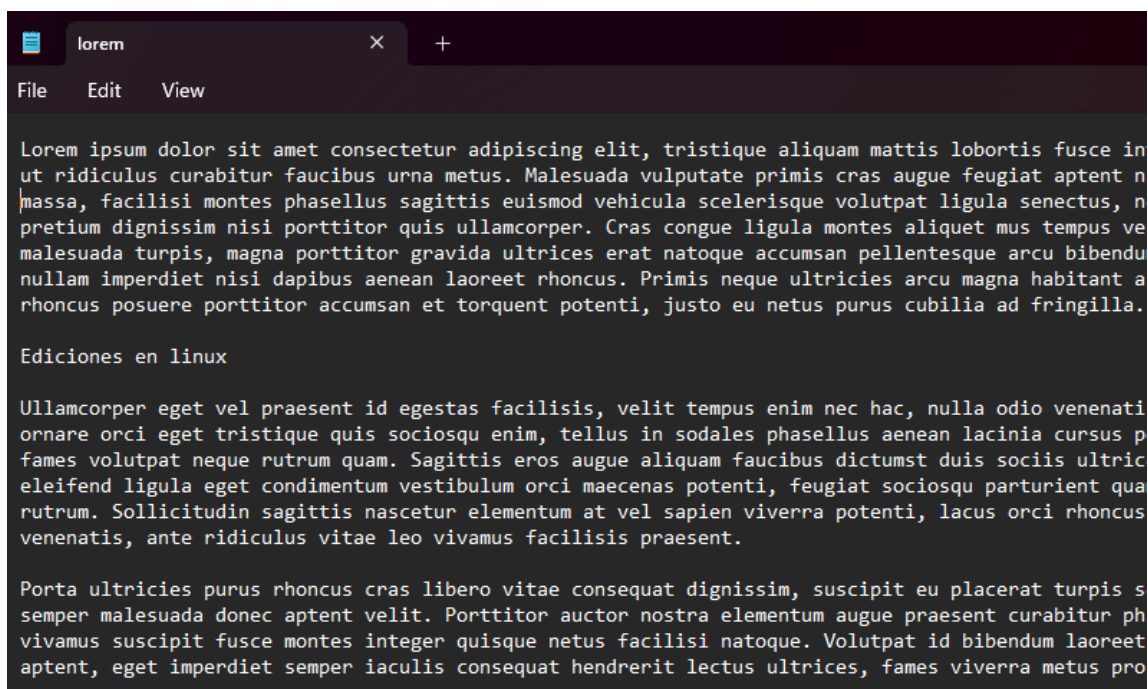 lorem
File Edit View
Lorem ipsum dolor sit amet consectetur adipiscing elit, tristique aliquam mattis lobortis fusce
ut ridiculus curabitur faucibus urna metus. Malesuada vulputate primis cras augue feugiat aptent
massa, facilisi montes phasellus sagittis euismod vehicula scelerisque volutpat ligula senectus,
pretium dignissim nisi porttitor quis ullamcorper. Cras congue ligula montes aliquet mus tempus
malesuada turpis, magna porttitor gravida ultrices erat natoque accumsan pellentesque arcu
nullam imperdiet nisi dapibus aenean laoreet rhoncus. Primis neque ultricies arcu magna habitant
rhoncus posuere porttitor accumsan et torquent potenti, justo eu netus purus cubilia ad fringilla.
Ediciones en linux
Ullamcorper eget vel praesent id egestas facilisis, velit tempus enim nec hac, nulla odio
ornare orci eget tristique quis sociosqu enim, tellus in sodales phasellus aenean lacinia cursus
fames volutpat neque rutrum quam. Sagittis eros augue aliquam faucibus dictumst duis sociis
eleifend ligula eget condimentum vestibulum orci maecenas potenti, feugiat sociosqu parturient
rutrum. Sollicitudin sagittis nascetur elementum at vel sapien viverra potenti, lacus orci rhoncus
venenatis, ante ridiculus vitae leo vivamus facilisis praesent.
Porta ultricies purus rhoncus cras libero vitae consequat dignissim, suscipit eu placerat turpis
semper malesuada donec aptent velit. Porttitor auctor nostra elementum augue praesent curabitur
vivamus suscipit fusce montes integer quisque netus facilisi natoque. Volutpat id bibendum laoreet
aptent, eget imperdiet semper iaculis consequat hendrerit lectus ultrices, fames viverra metus